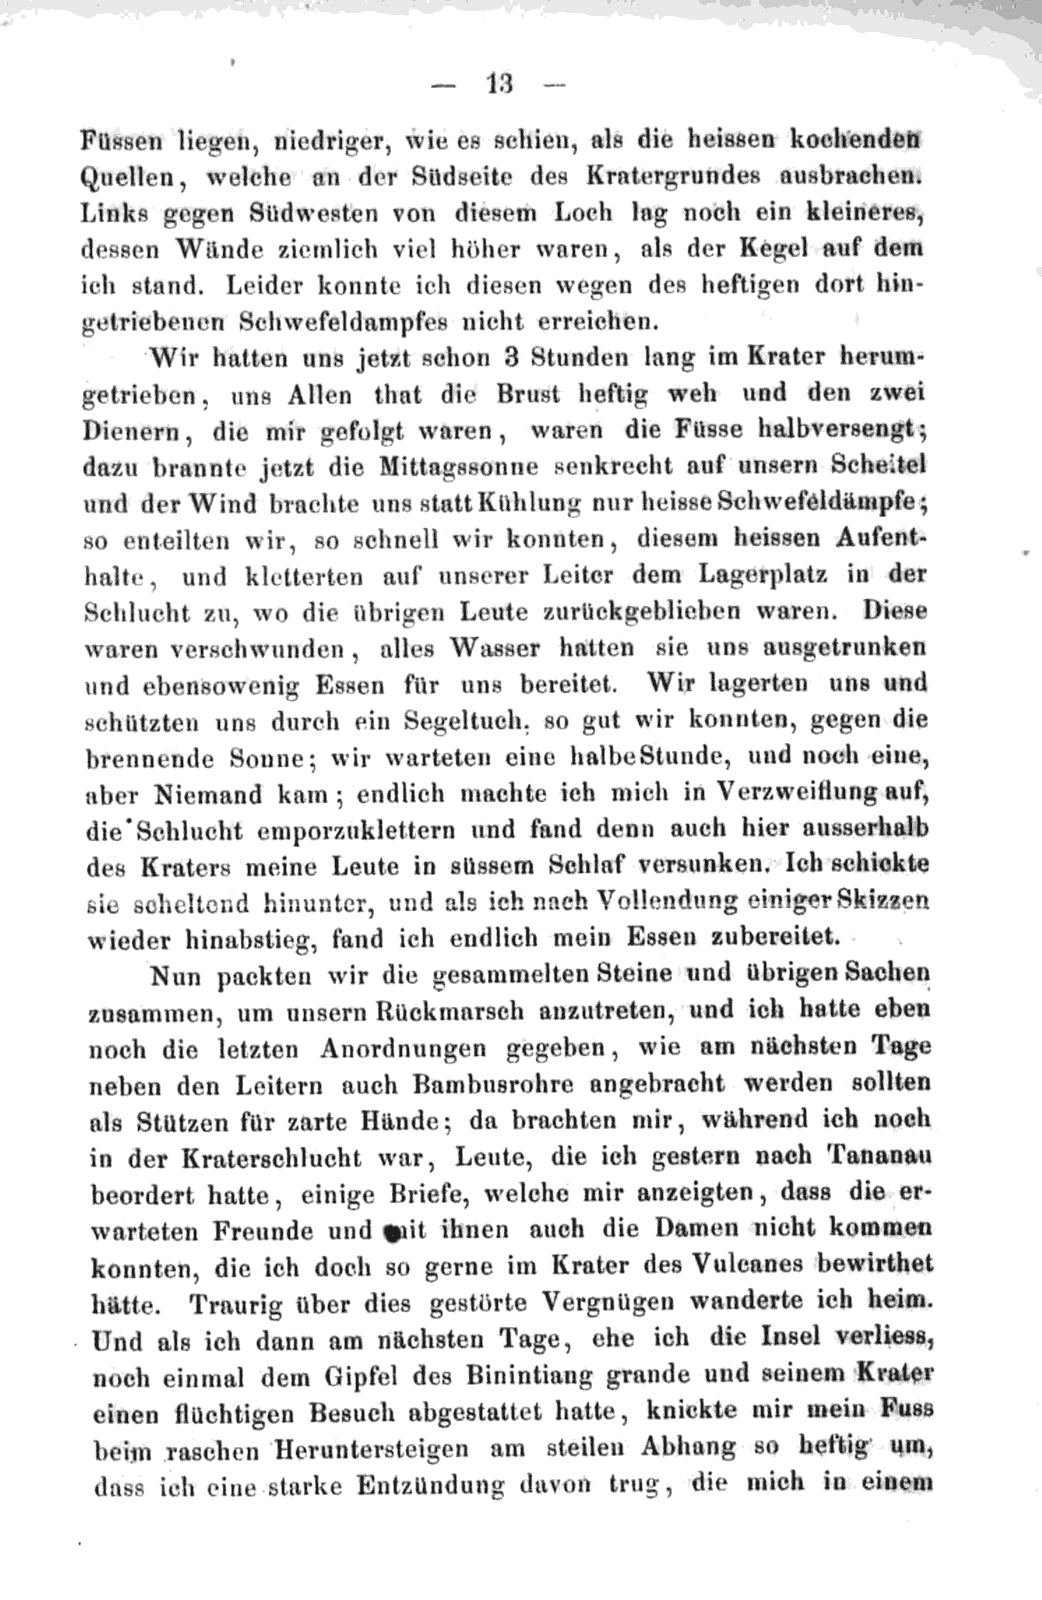 — 13 —
Füssen liegen, niedriger, wie es schien, als die heissen kochenden
Quellen, welche an der Südseite des Kratergrundes ausbrachen.
Links gegen Südwesten von diesem Loch lag noch ein kleineres,
dessen Wände ziemlich viel höher waren, als der Kegel auf dem
ich stand. Leider konnte ich diesen wegen des heftigen dort hin-
getriebenen Schwefeldampfes nicht erreichen.
Wir hatten uns jetzt schon 3 Stunden lang im Krater herum-
getrieben, uns Allen that die Brust heftig weh und den zwei
Dienern, die mir gefolgt waren, waren die Füsse halbversengt;
dazu brannte jetzt die Mittagssonne senkrecht auf unsern Scheitel
und der Wind brachte uns statt Kühlung nur heisse Schwefeldämpfe;
so enteilten wir, so schnell wir konnten, diesem heissen Aufent-
halte, und kletterten auf unserer Leiter dem Lagerplatz in der
Schlucht zu, wo die übrigen Leute zurückgeblieben waren. Diese
waren verschwunden, alles Wasser hatten sie uns ausgetrunken
und ebensowenig Essen für uns bereitet. Wir lagerten uns und
schützten uns durch ein Segeltuch, so gut wir konnten, gegen die
brennende Sonne; wir warteten eine halbe Stunde, und noch eine,
aber Niemand kam; endlich machte ich mich in Verzweiflung auf,
die Schlucht emporzuklettern und fand denn auch hier ausserhalb
des Kraters meine Leute in süssem Schlaf versunken. Ich schickte
sie scheltend hinunter, und als ich nach Vollendung einiger Skizzen
wieder hinabstieg, fand ich endlich mein Essen zubereitet.
Nun packten wir die gesammelten Steine und übrigen Sachen
zusammen, um unsern Rückmarsch anzutreten, und ich hatte eben
noch die letzten Anordnungen gegeben, wie am nächsten Tage
neben den Leitern auch Bambusrohre angebracht werden sollten
als Stützen für zarte Hände; da brachten mir, während ich noch
in der Kraterschlucht war, Leute, die ich gestern nach Tananau
beordert hatte, einige Briefe, welche mir anzeigten, dass die er-
warteten Freunde und mit ihnen auch die Damen nicht kommen
konnten, die ich doch so gerne im Krater des Vulcanes bewirthet
hätte. Traurig über dies gestörte Vergnügen wanderte ich heim.
Und als ich dann am nächsten Tage, ehe ich die Insel verliess,
noch einmal dem Gipfel des Binintiang grande und seinem Krater
einen flüchtigen Besuch abgestattet hatte, knickte mir mein Fuss
beim raschen Heruntersteigen am steilen Abhang so heftig um,
dass ich eine starke Entzündung davon trug, die mich in einem